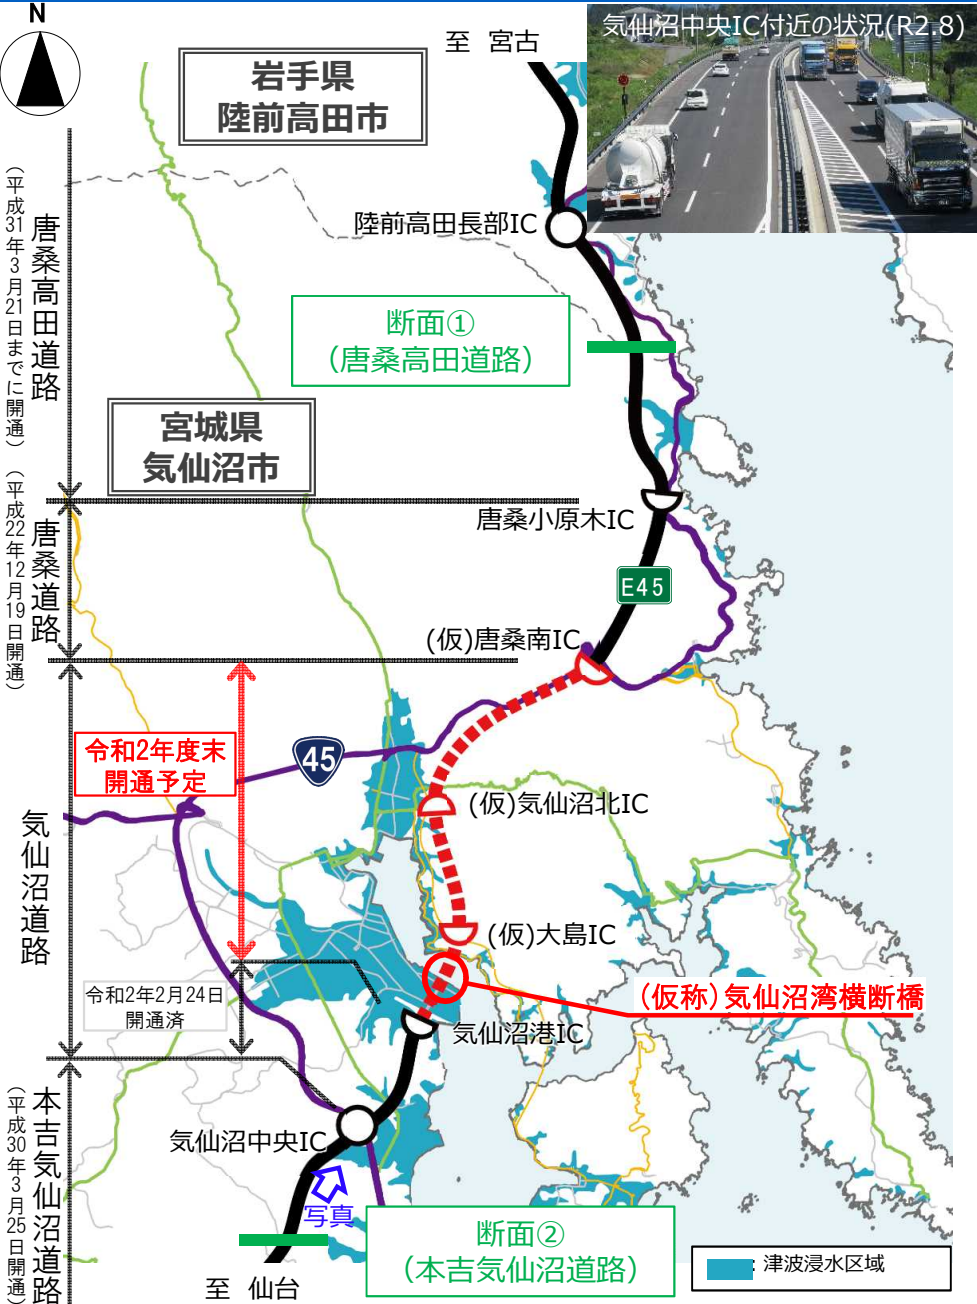 N
至 宮古
気仙沼中央IC付近の状況(R2.8)
岩手県
陸前高田市
陸前高田長部IC
唐桑高田道路
(平成31年3月21日までに開通)
断面①
(唐桑高田道路)
宮城県
気仙沼市
唐桑小原木IC
唐桑道路
(平成22年12月19日開通)
E45
(仮)唐桑南IC
令和2年度末
開通予定
45
(仮)気仙沼北IC
気仙沼道路
(仮)大島IC
令和2年2月24日
開通済
(仮称)気仙沼湾横断橋
気仙沼港IC
本吉気仙沼道路
(平成30年3月25日開通)
気仙沼中央IC
写真
断面②
(本吉気仙沼道路)
至 仙台
: 津波浸水区域